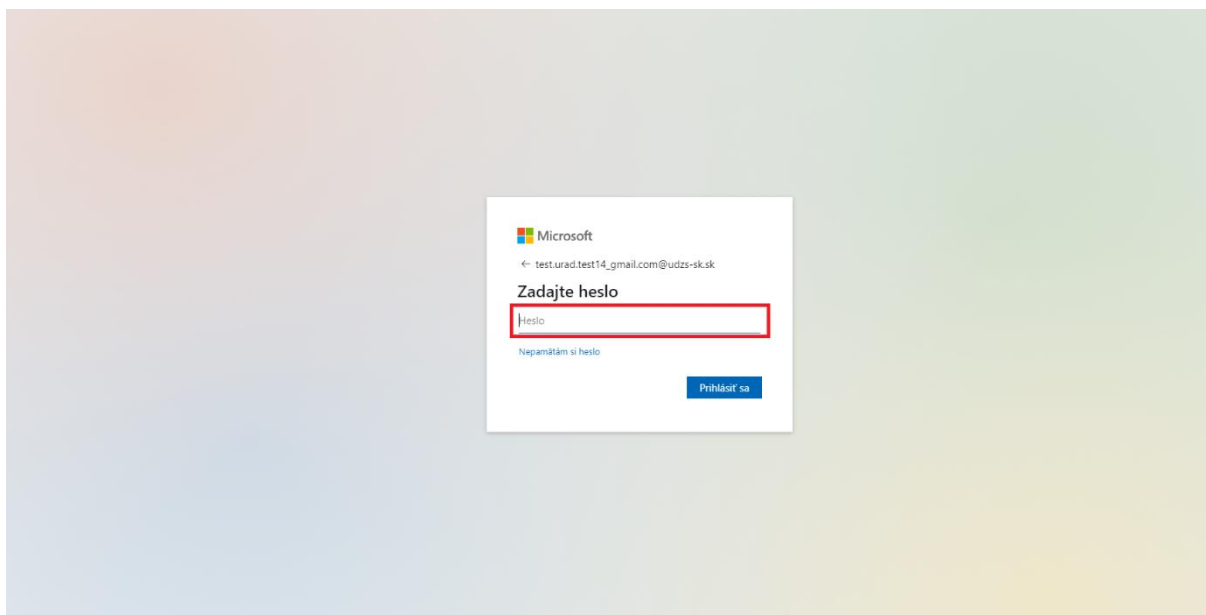 Microsoft
← test.urad.test14_gmail.com@udzs-sk.sk
Zadajte heslo
Heslo
Nepamätám si heslo
Prihlásiť sa